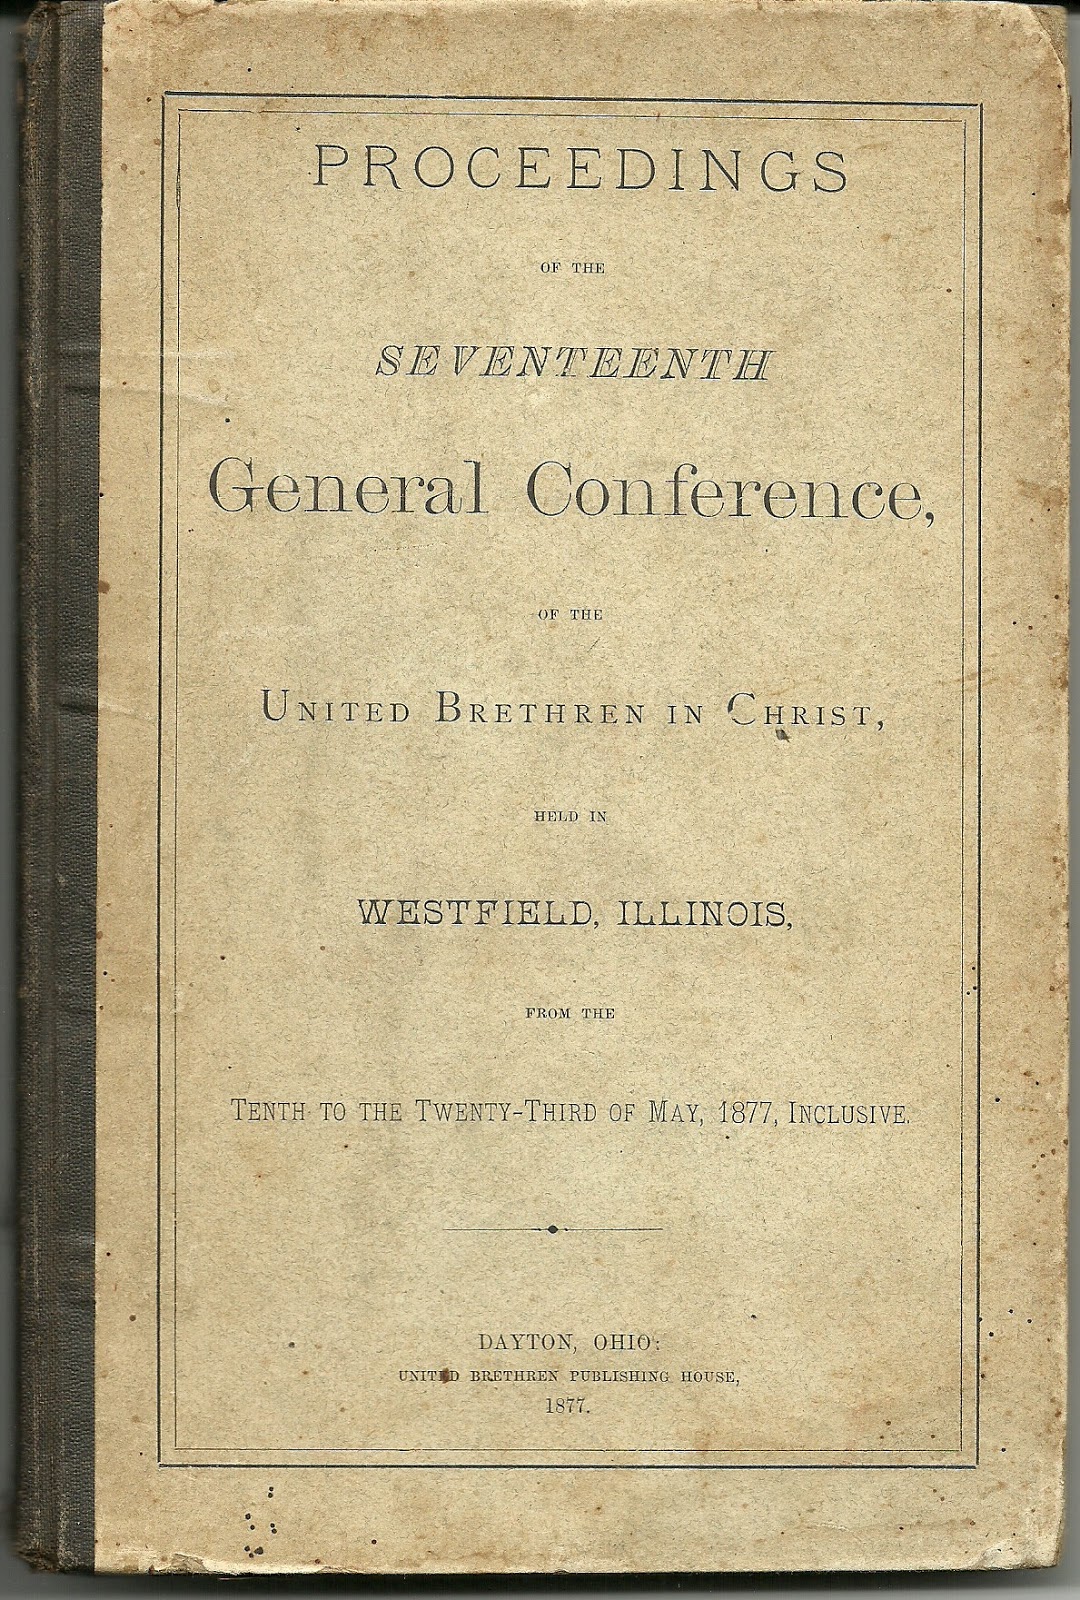 PROCEEDINGS
OF THE
SEVENTEENTH
General Conference,
OF THE
UNITED BRETHREN IN CHRIST,
HELD IN
WESTFIELD, ILLINOIS,
FROM THE
TENTH TO THE TWENTY-THIRD OF MAY, 1877, INCLUSIVE.
DAYTON, OHIO:
UNITED BRETHREN PUBLISHING HOUSE,
1877.